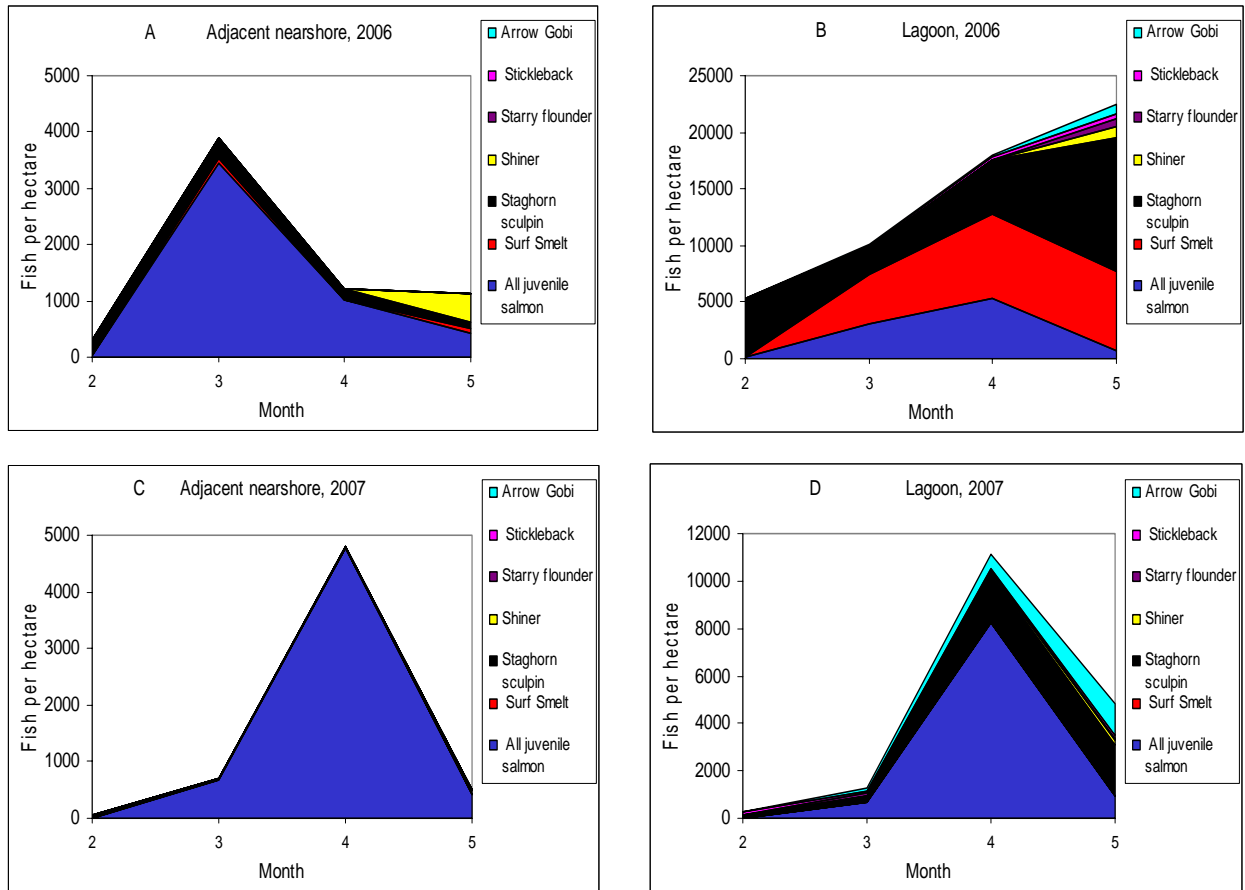 A Adjacent nearshore, 2006
5000
4000
3000
2000
1000
0
Fish per hectare
2 3 4 5
Month
Arrow Gobi
Stickleback
Starry flounder
Shiner
Staghorn
sculpin
Surf Smelt
All juvenile
salmon
B Lagoon, 2006
25000
20000
15000
10000
5000
0
Fish per hectare
2 3 4 5
Month
Arrow Gobi
Stickleback
Starry flounder
Shiner
Staghorn
sculpin
Surf Smelt
All juvenile
salmon
C Adjacent nearshore, 2007
5000
4000
3000
2000
1000
0
Fish per hectare
2 3 4 5
Month
Arrow Gobi
Stickleback
Starry flounder
Shiner
Staghorn
sculpin
Surf Smelt
All juvenile
salmon
D Lagoon, 2007
12000
10000
8000
6000
4000
2000
0
Fish per hectare
2 3 4 5
Month
Arrow Gobi
Stickleback
Starry flounder
Shiner
Staghorn
sculpin
Surf Smelt
All juvenile
salmon